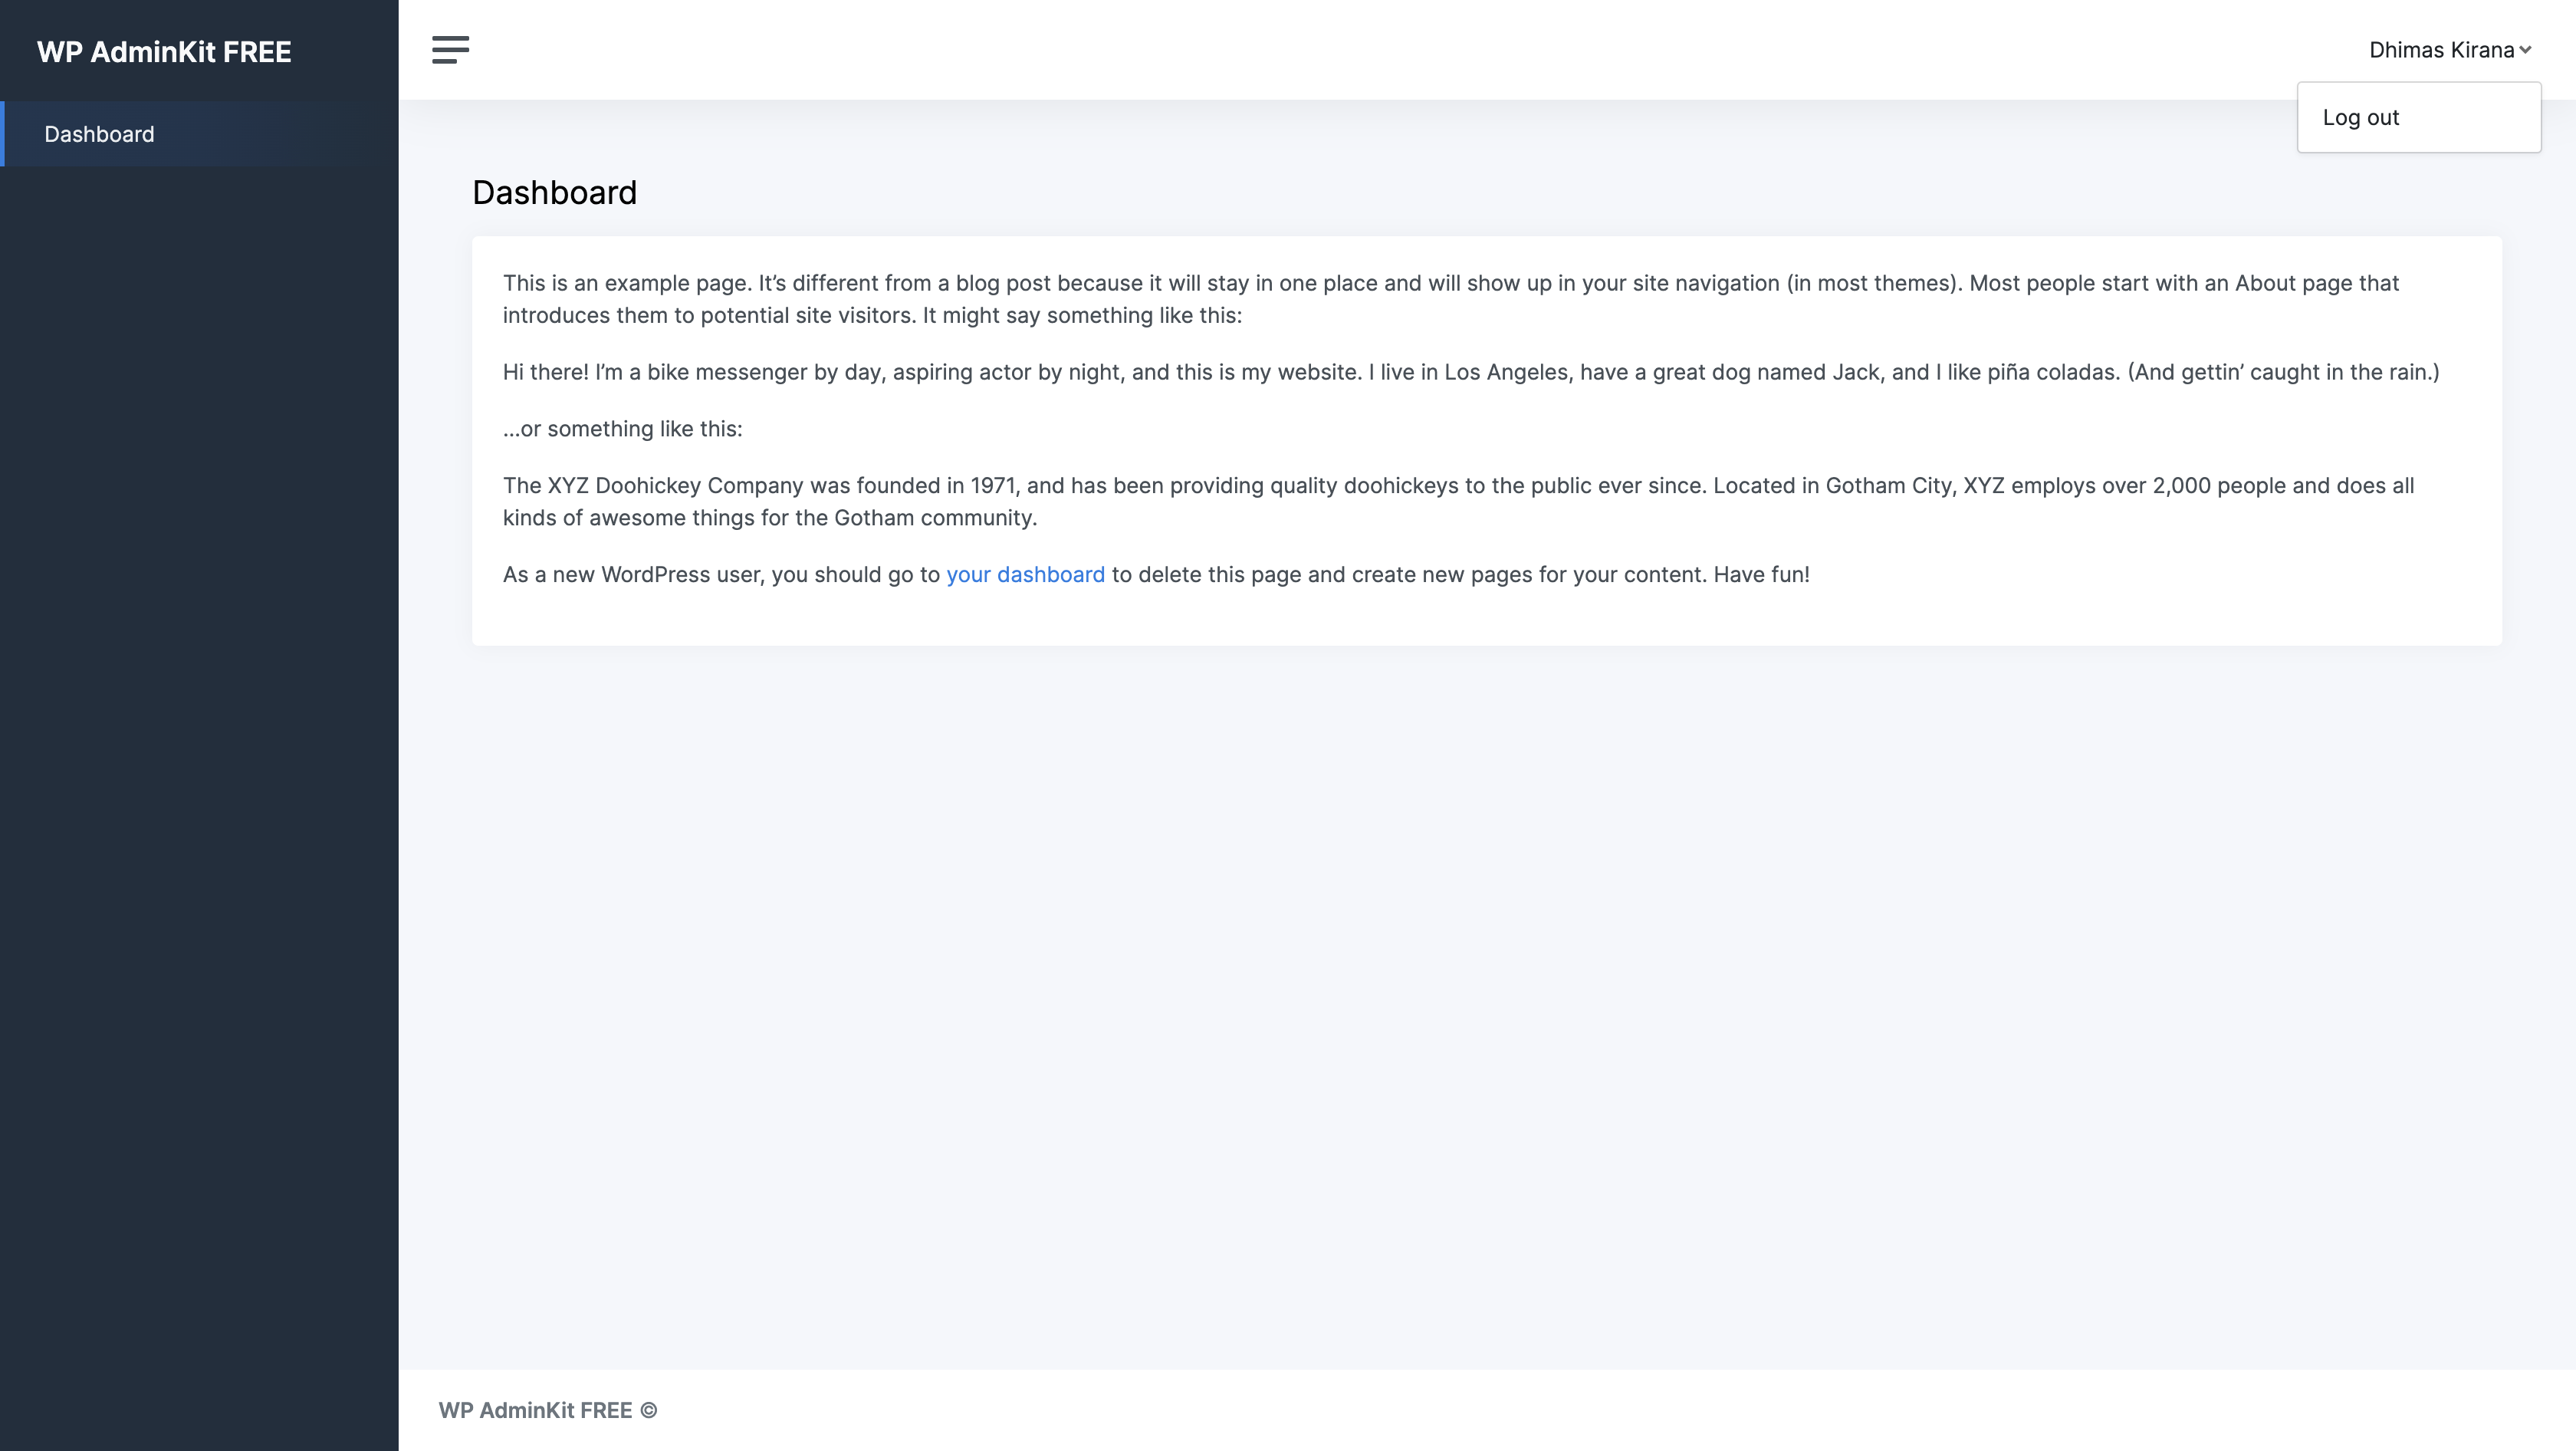 WP AdminKit FREE
Dashboard
Dhimas Kirana
Log out
Dashboard
This is an example page. It’s different from a blog post because it will stay in one place and will show up in your site navigation (in most themes). Most people start with an About page that
introduces them to potential site visitors. It might say something like this:
Hi there! I’m a bike messenger by day, aspiring actor by night, and this is my website. I live in Los Angeles, have a great dog named Jack, and I like piña coladas. (And gettin’ caught in the rain.)
…or something like this:
The XYZ Doohickey Company was founded in 1971, and has been providing quality doohickeys to the public ever since. Located in Gotham City, XYZ employs over 2,000 people and does all
kinds of awesome things for the Gotham community.
As a new WordPress user, you should go to your dashboard to delete this page and create new pages for your content. Have fun!
WP AdminKit FREE ©